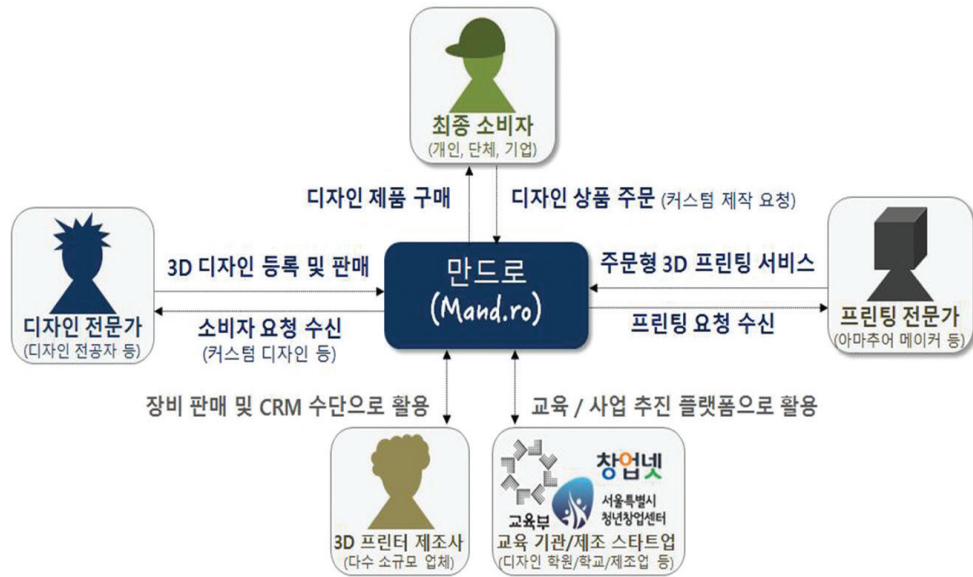 최종 소비자
(개인, 단체, 기업)
디자인 제품 구매
디자인 상품 주문 (커스텀 제작 요청)
3D 디자인 등록 및 판매
만드로
(Mand.ro)
주문형 3D 프린팅 서비스
디자인 전문가
(디자인 전공자 등)
소비자 요청 수신
(커스텀 디자인 등)
프린팅 요청 수신
프린팅 전문가
(아마추어 메이커 등)
장비 판매 및 CRM 수단으로 활용
교육 / 사업 추진 플랫폼으로 활용
3D 프린터 제조사
(다수 소규모 업체)
창업넷
교육부
서울특별시
청년창업센터
교육 기관/제조 스타트업
(디자인 학원/학교/제조업 등)